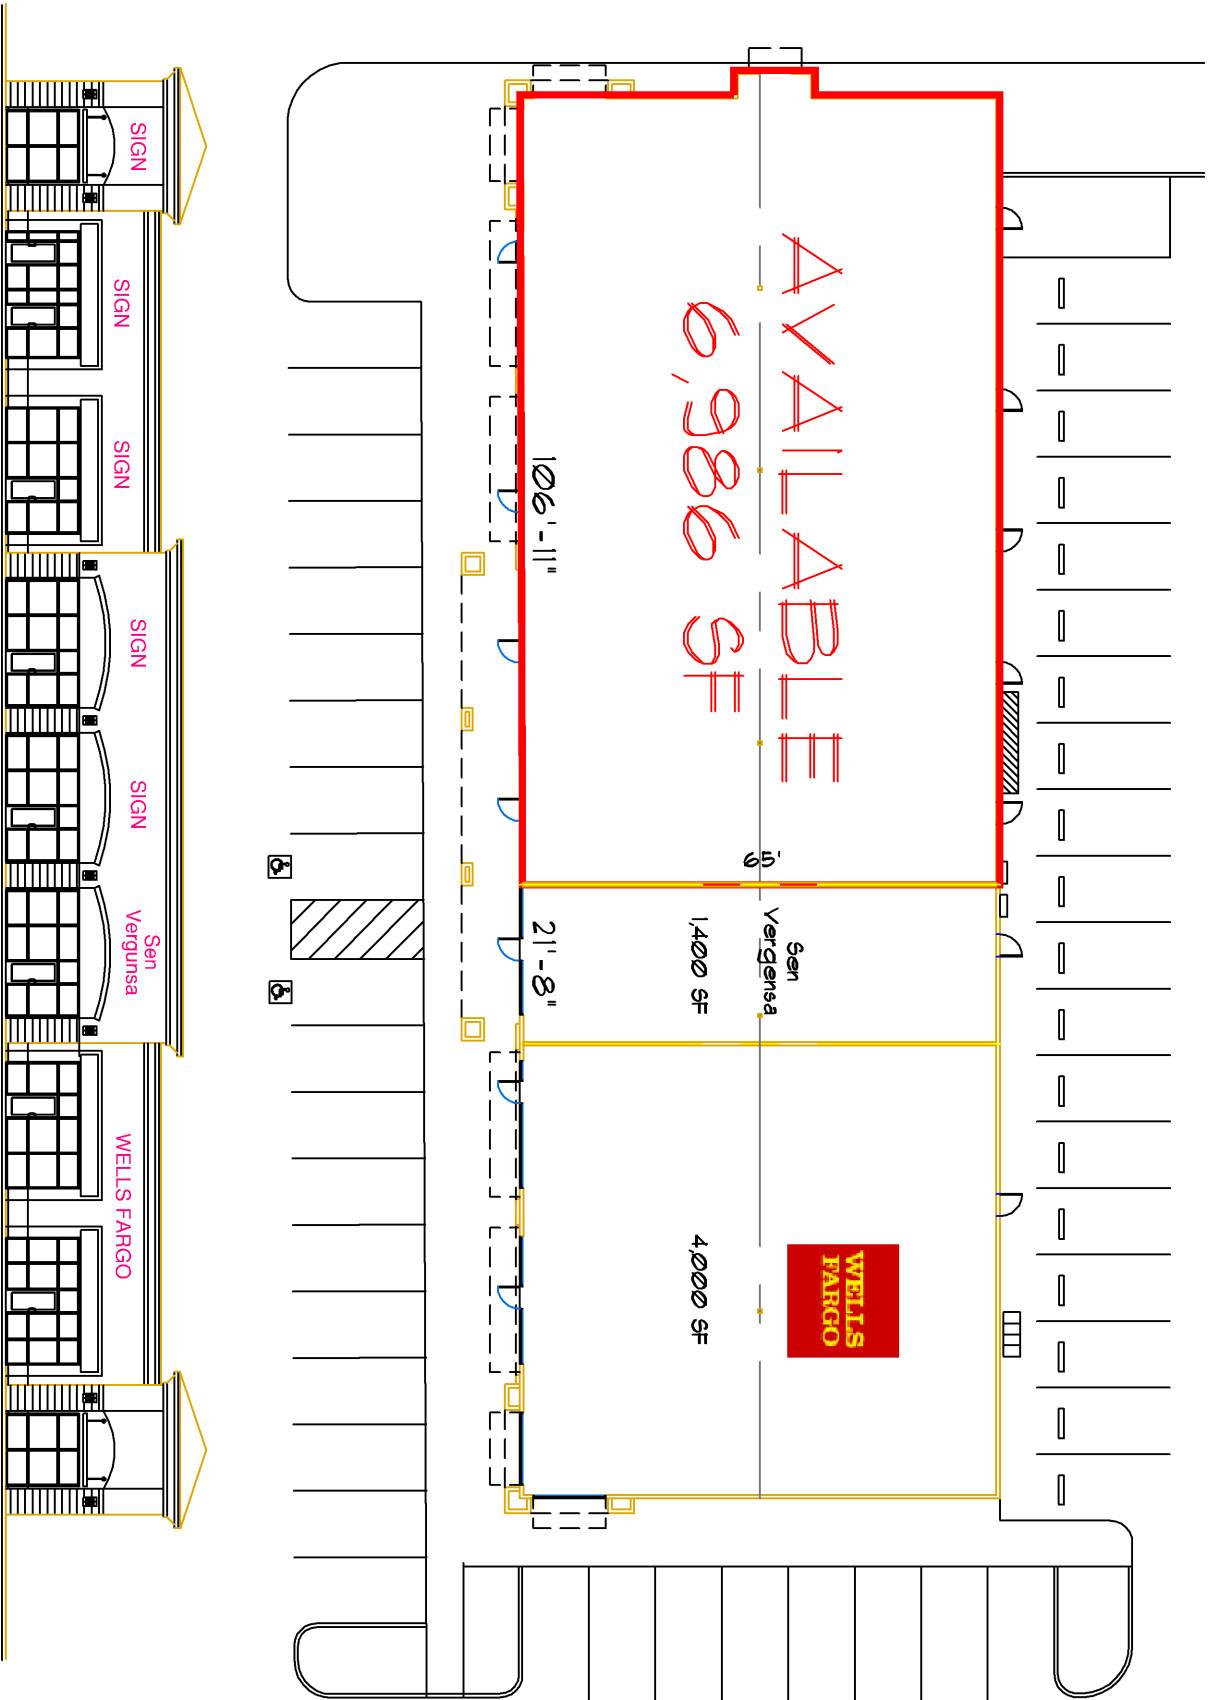 AVAILABLE
6,986 SF
106'-11"
65'
Sen
Vergensa
1,400 SF
21'-8"
WELLS
FARGO
4,000 SF
SIGN
SIGN
SIGN
SIGN
SIGN
Sen
Vergunsa
WELLS FARGO